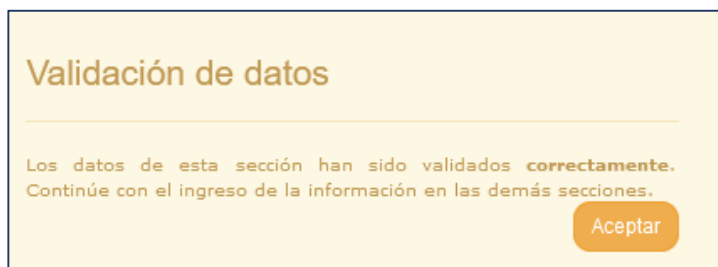 Validación de datos
Los datos de esta sección han sido validados correctamente.
Continúe con el ingreso de la información en las demás secciones.
Aceptar